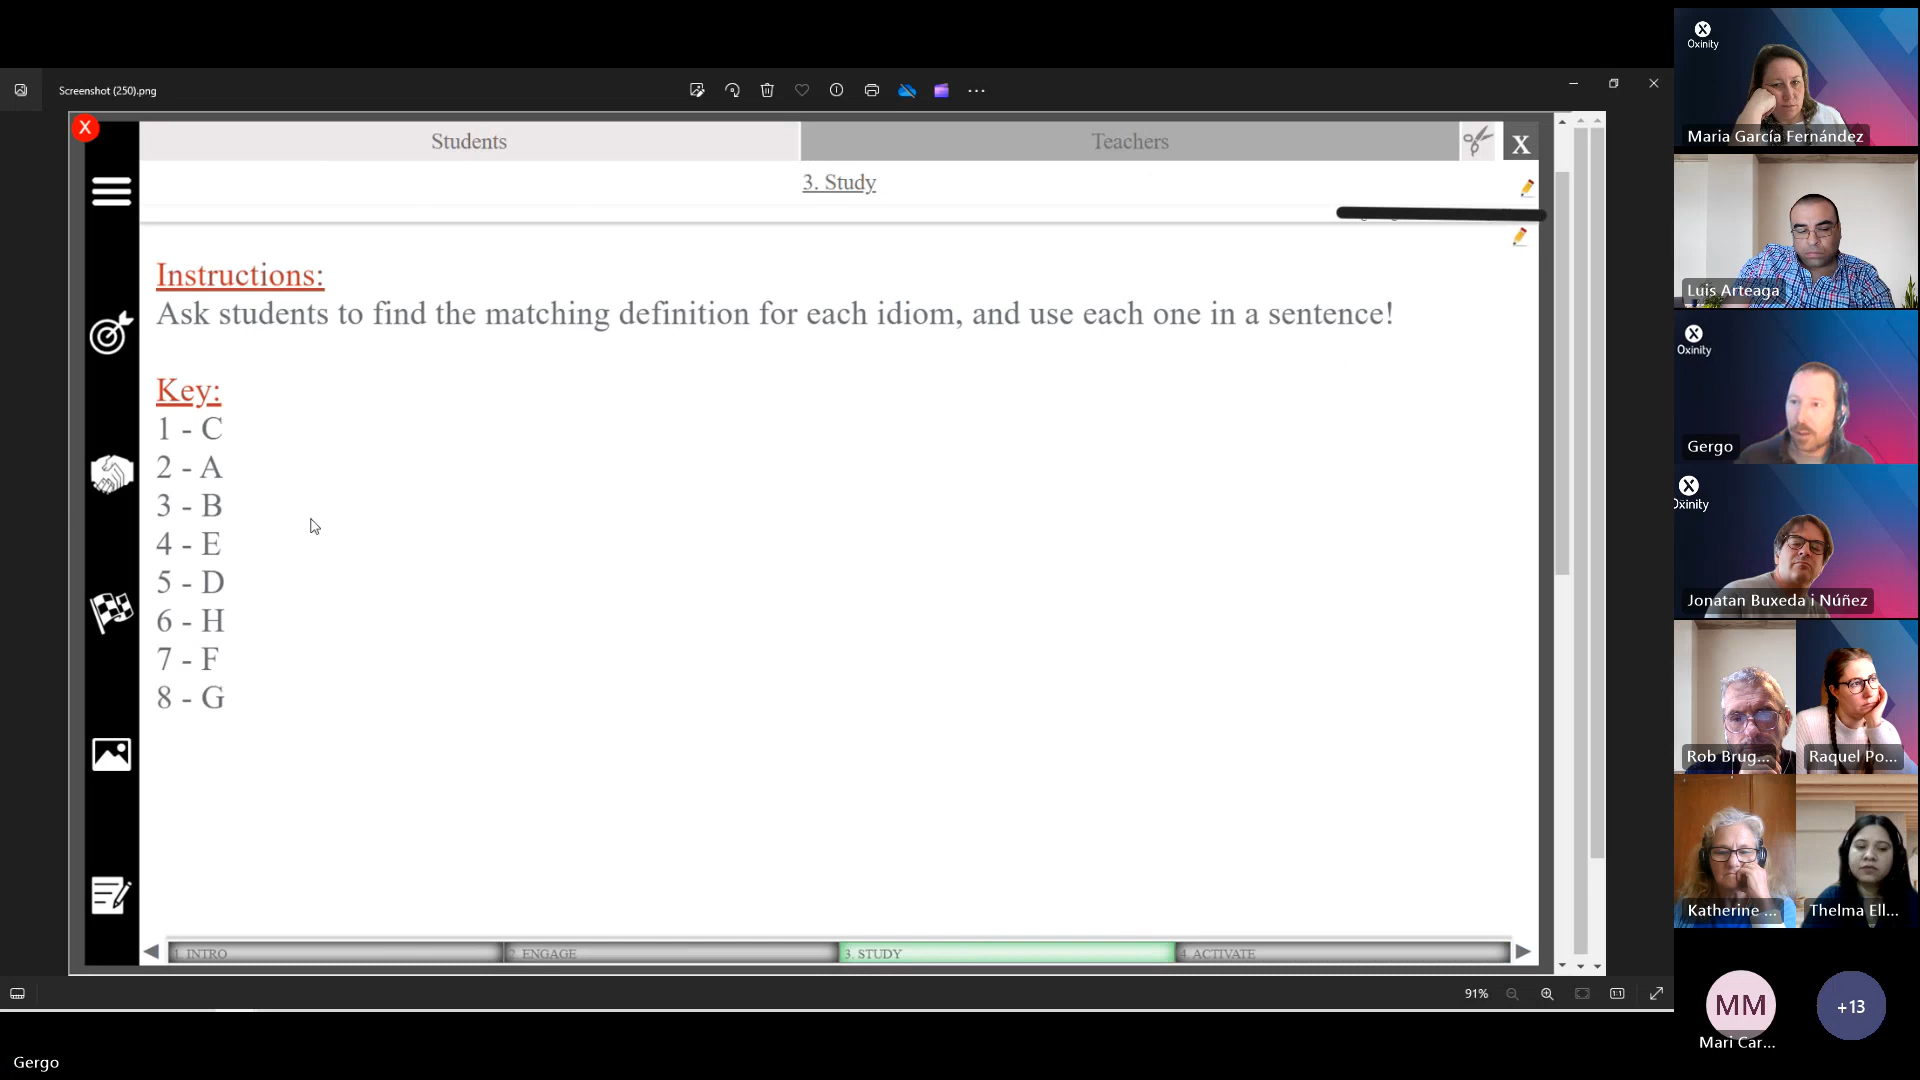 Screenshot (250).png
X
Students
Teachers
X
3. Study
Instructions:
Ask students to find the matching definition for each idiom, and use each one in a sentence!
Key:
1 - C
2 - A
3 - B
4 - E
5 - D
6 - H
7 - F
8 - G
1. INTRO
2. ENGAGE
3. STUDY
4. ACTIVATE
91%
1:1
Gergo
Oxinity
Maria García Fernández
Luis Arteaga
Oxinity
Gergo
Oxinity
Jonatan Buxeda i Núñez
Rob Brug...
Raquel Po...
Katherine ...
Thelma Ell...
MM
Mari Car...
+13